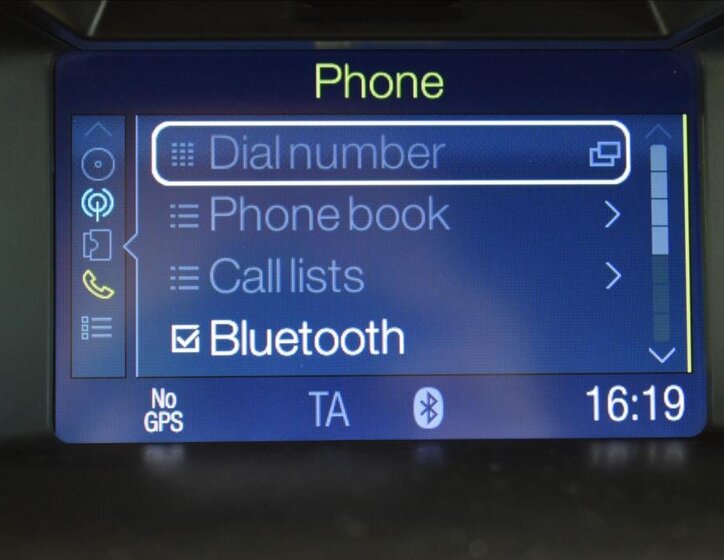 Phone
Dial number
Phone book
Call lists
Bluetooth
No
GPS
TA
16:19